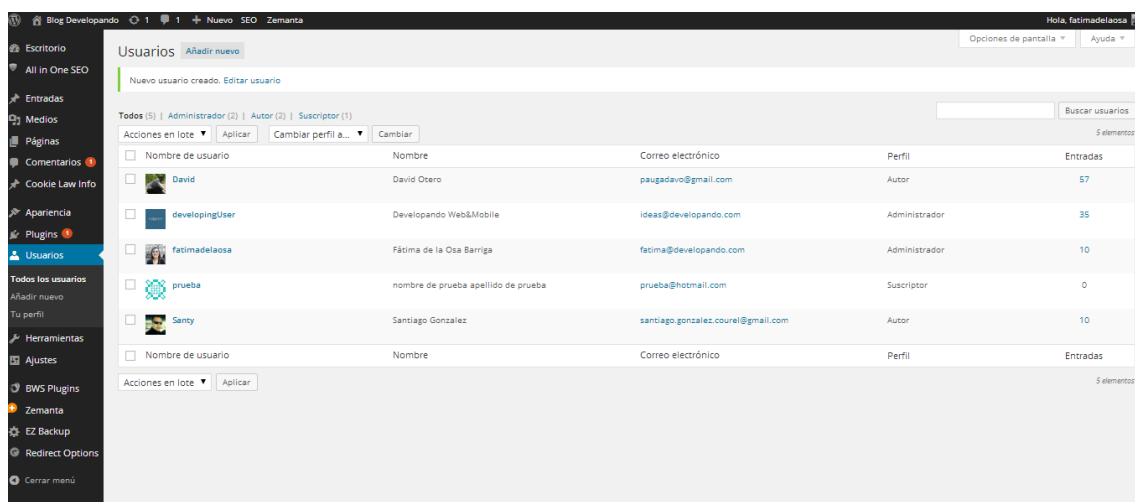 Blog Developando 1 1 + Nuevo SEO Zemanta Hola, fatimadelaosa
Escritorio
All in One SEO
Entradas
Medios
Páginas
Comentarios 1
Cookie Law Info
Apariencia
Plugins 1
Usuarios
Todos los usuarios
Añadir nuevo
Tu perfil
Herramientas
Ajustes
BWS Plugins
Zemanta
EZ Backup
Redirect Options
Cerrar menú
Opciones de pantalla Ayuda
Usuarios Añadir nuevo
Nuevo usuario creado. Editar usuario
Todos (5) | Administrador (2) | Autor (2) | Suscriptor (1)
Buscar usuarios
Acciones en lote Aplicar Cambiar perfil a... Cambiar 5 elementos
Nombre de usuario Nombre Correo electrónico Perfil Entradas
David David Otero paugadavo@gmail.com Autor 57
developingUser Developando Web&Mobile ideas@developando.com Administrador 35
fatimadelaosa Fátima de la Osa Barriga fatima@developando.com Administrador 10
prueba nombre de prueba apellido de prueba prueba@hotmail.com Suscriptor 0
Santy Santiago Gonzalez santiago.gonzalez.courel@gmail.com Autor 10
Nombre de usuario Nombre Correo electrónico Perfil Entradas
Acciones en lote Aplicar 5 elementos